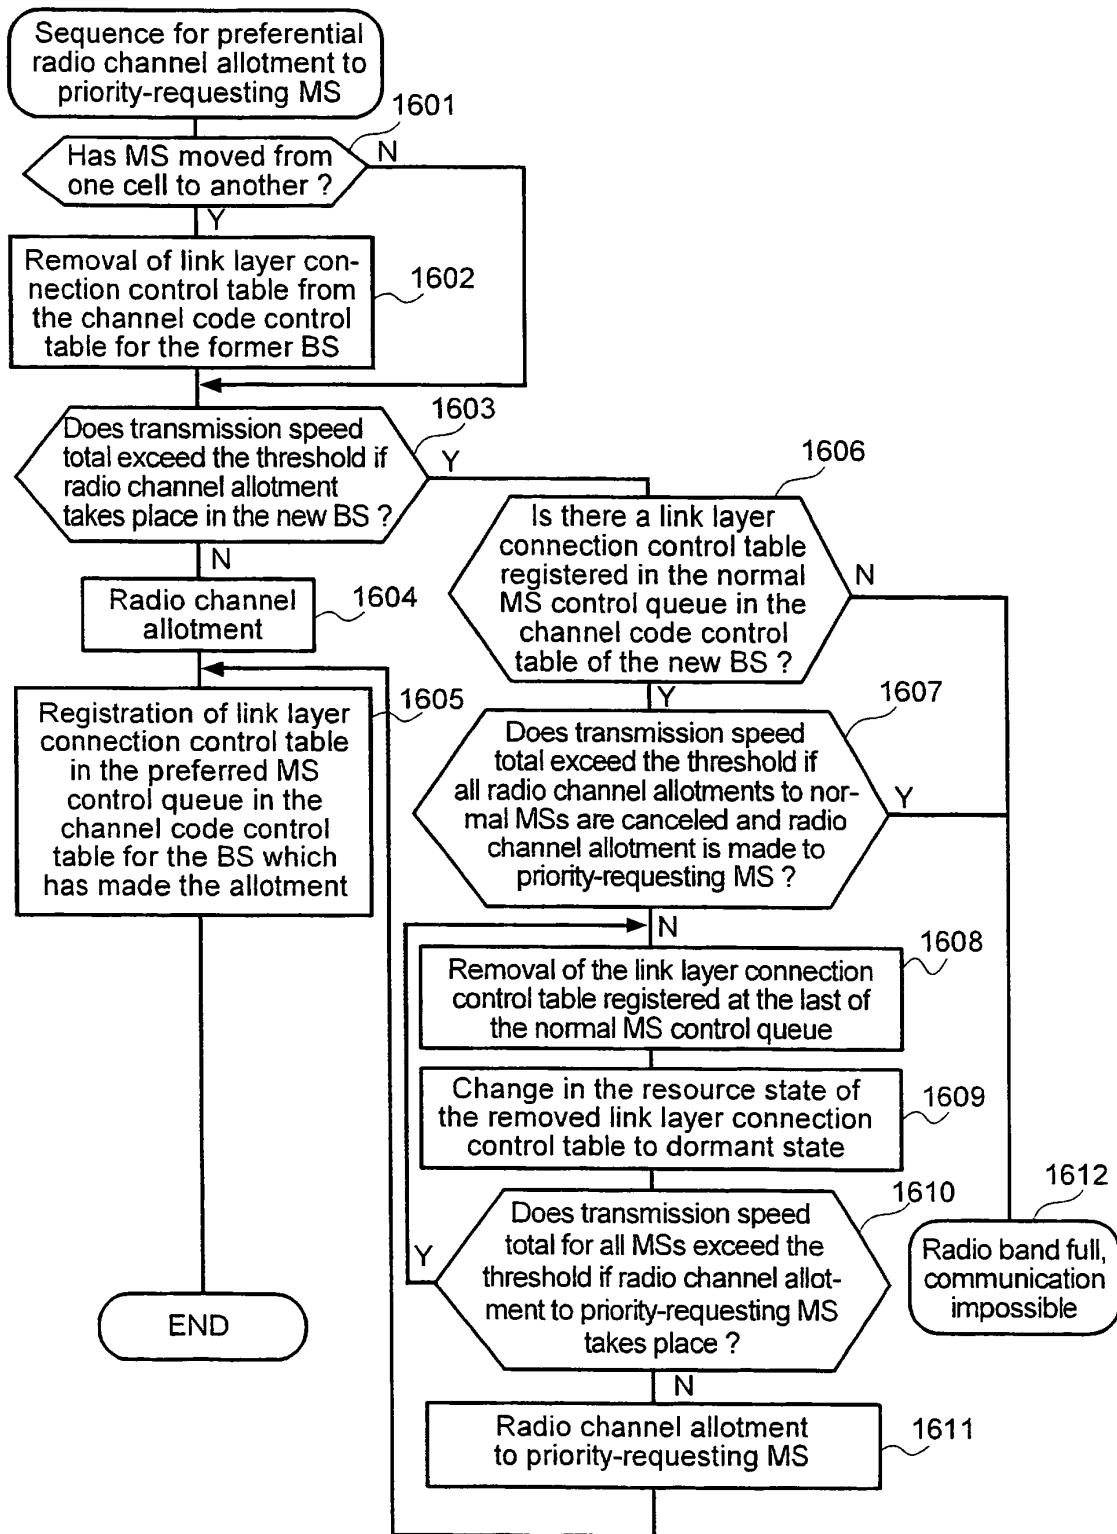 Sequence for preferential
radio channel allotment to
priority-requesting MS
1601
Has MS moved from
one cell to another ?
N
Y
Removal of link layer con-
nection control table from
the channel code control
table for the former BS
1602
Does transmission speed
total exceed the threshold if
radio channel allotment
takes place in the new BS ?
1603
Y
N
Radio channel
allotment
1604
Registration of link layer
connection control table
in the preferred MS
control queue in the
channel code control
table for the BS which
has made the allotment
1605
END
1606
Is there a link layer
connection control table
registered in the normal
MS control queue in the
channel code control
table of the new BS ?
N
Y
1607
Does transmission speed
total exceed the threshold if
all radio channel allotments to nor-
mal MSs are canceled and radio
channel allotment is made to
priority-requesting MS ?
Y
N
1608
Removal of the link layer connection
control table registered at the last of
the normal MS control queue
Change in the resource state of
the removed link layer connection
control table to dormant state
1609
1610
Does transmission speed
total for all MSs exceed the
threshold if radio channel allot-
ment to priority-requesting MS
takes place ?
Y
N
Radio channel allotment
to priority-requesting MS
1611
1612
Radio band full,
communication
impossible